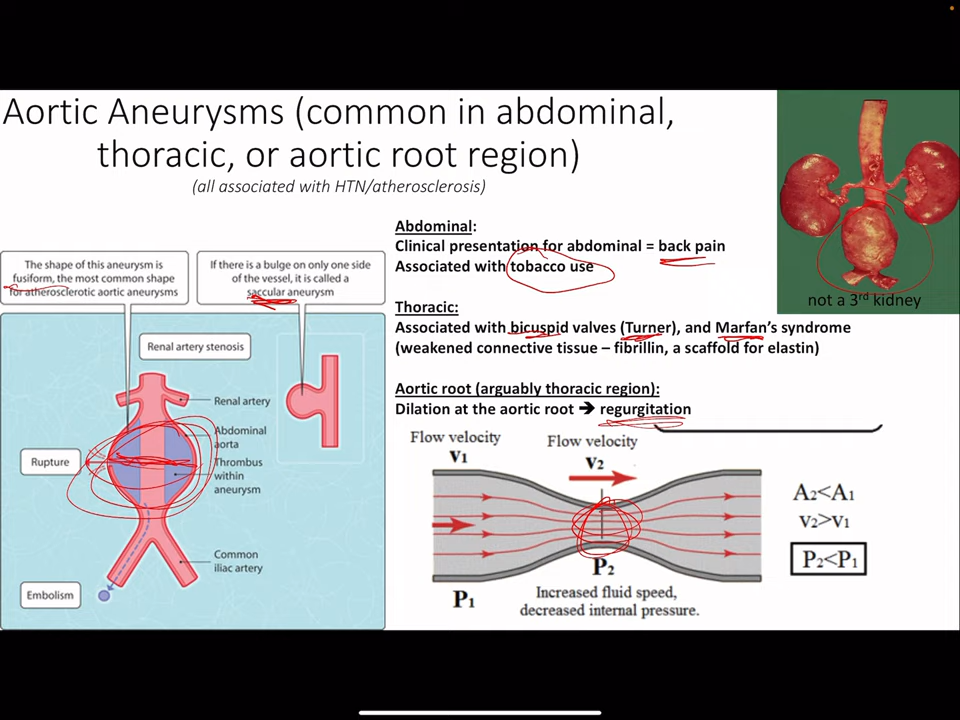 Aortic Aneurysms (common in abdominal,
thoracic, or aortic root region)
(all associated with HTN/atherosclerosis)
Abdominal:
Clinical presentation for abdominal = back pain
Associated with tobacco use
Thoracic:
Associated with bicuspid valves (Turner), and Marfan's syndrome
(weakened connective tissue – fibrillin, a scaffold for elastin)
Aortic root (arguably thoracic region):
Dilation at the aortic root ➔ regurgitation
not a 3rd kidney
The shape of this aneurysm is
fusiform, the most common shape
for atherosclerotic aortic aneurysms
If there is a bulge on only one side
of the vessel, it is called a
saccular aneurysm
Renal artery stenosis
Renal artery
Abdominal
aorta
Rupture
Thrombus
within
aneurysm
Common
iliac artery
Embolism
Flow velocity
v1
Flow velocity
v2
P1
P2
Increased fluid speed,
decreased internal pressure.
A2<A1
v2>v1
P2<P1